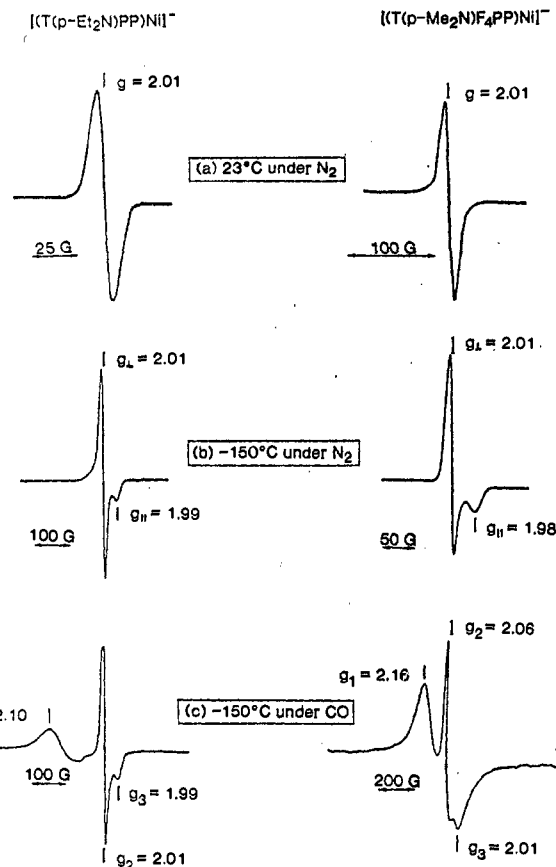 [(T(p-Et₂N)PP)Ni]⁻ [(T(p-Me₂N)F₄PP)Ni]⁻
g = 2.01 g = 2.01
(a) 23°C under N₂
25 G 100 G
g⊥ = 2.01 g⊥ = 2.01
(b) -150°C under N₂
g॥ = 1.99 g॥ = 1.98
100 G 50 G
g₂ = 2.06
g₁ = 2.16
2.10 (c) -150°C under CO
100 G g₃ = 1.99 200 G
g₂ = 2.01 g₃ = 2.01